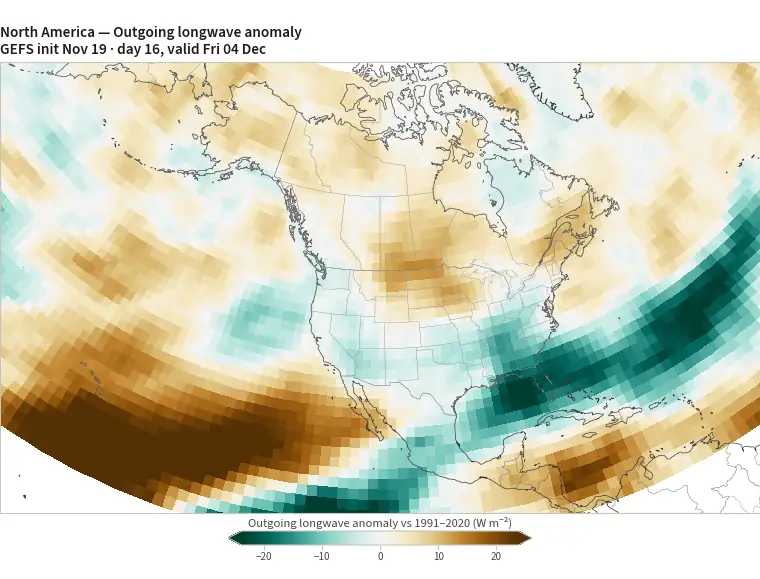 North America — Outgoing longwave anomaly
GEFS init Nov 19 · day 16, valid Fri 04 Dec
Outgoing longwave anomaly vs 1991–2020 (W m⁻²)
−20 −10 0 10 20